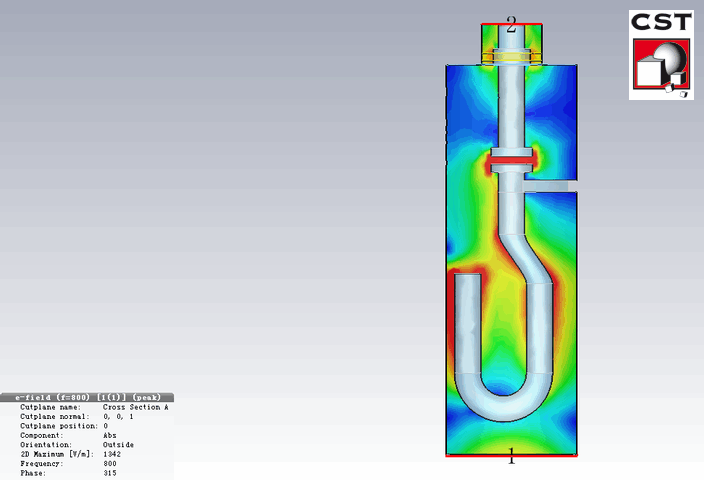 2
CST
1
e-field (f=800) [1(1)] (peak)
Cutplane name: Cross Section A
Cutplane normal: 0, 0, 1
Cutplane position: 0
Component: Abs
Orientation: Outside
2D Maximum [V/m]: 1342
Frequency: 800
Phase: 315